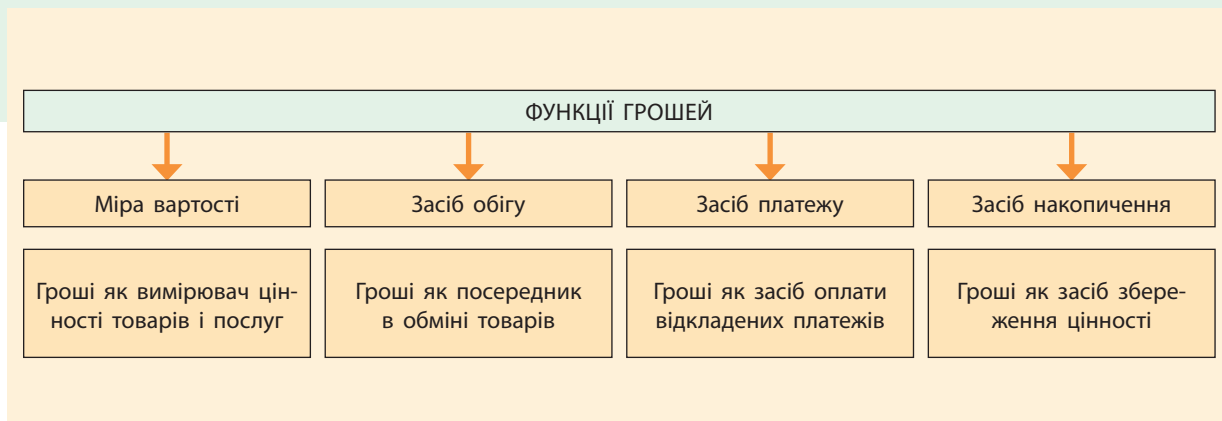 ФУНКЦІЇ ГРОШЕЙ
Міра вартості
Засіб обігу
Засіб платежу
Засіб накопичення
Гроші як вимірювач цін-
ності товарів і послуг
Гроші як посередник
в обміні товарів
Гроші як засіб оплати
відкладених платежів
Гроші як засіб збере-
ження цінності